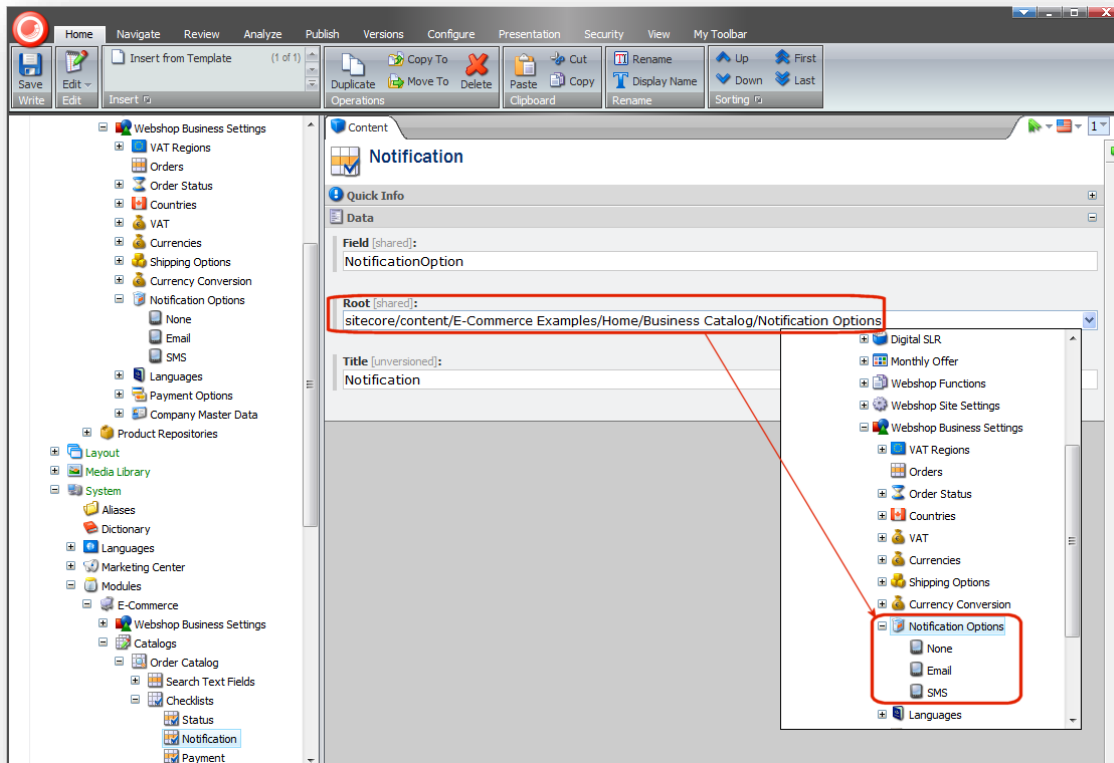 Home Navigate Review Analyze Publish Versions Configure Presentation Security View My Toolbar
Save
Write
Edit
Edit
Insert from Template (1 of 1)
Insert
Duplicate
Copy To
Move To
Delete
Operations
Paste
Cut
Copy
Clipboard
Rename
Display Name
Rename
Up
Down
First
Last
Sorting
Webshop Business Settings
VAT Regions
Orders
Order Status
Countries
VAT
Currencies
Shipping Options
Currency Conversion
Notification Options
None
Email
SMS
Languages
Payment Options
Company Master Data
Product Repositories
Layout
Media Library
System
Aliases
Dictionary
Languages
Marketing Center
Modules
E-Commerce
Webshop Business Settings
Catalogs
Order Catalog
Search Text Fields
Checklists
Status
Notification
Payment
Content
1
Notification
Quick Info
Data
Field [shared]:
NotificationOption
Root [shared]:
sitecore/content/E-Commerce Examples/Home/Business Catalog/Notification Options
Title [unversioned]:
Notification
Digital SLR
Monthly Offer
Webshop Functions
Webshop Site Settings
Webshop Business Settings
VAT Regions
Orders
Order Status
Countries
VAT
Currencies
Shipping Options
Currency Conversion
Notification Options
None
Email
SMS
Languages